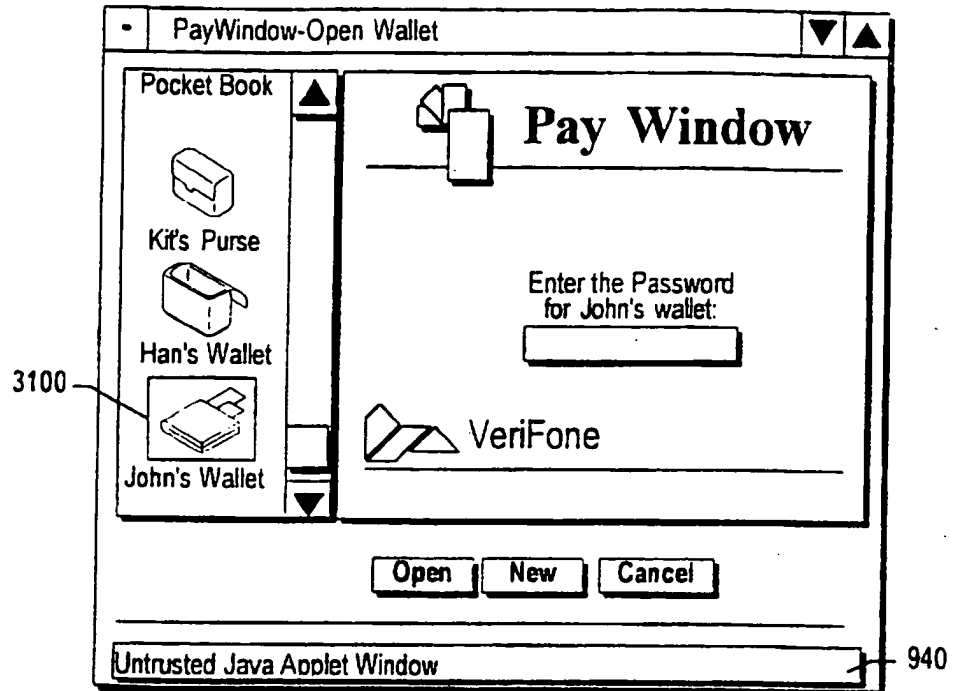 PayWindow-Open Wallet
Pocket Book
Kit's Purse
Han's Wallet
3100
John's Wallet
Pay Window
Enter the Password
for John's wallet:
VeriFone
Open
New
Cancel
Untrusted Java Applet Window
940